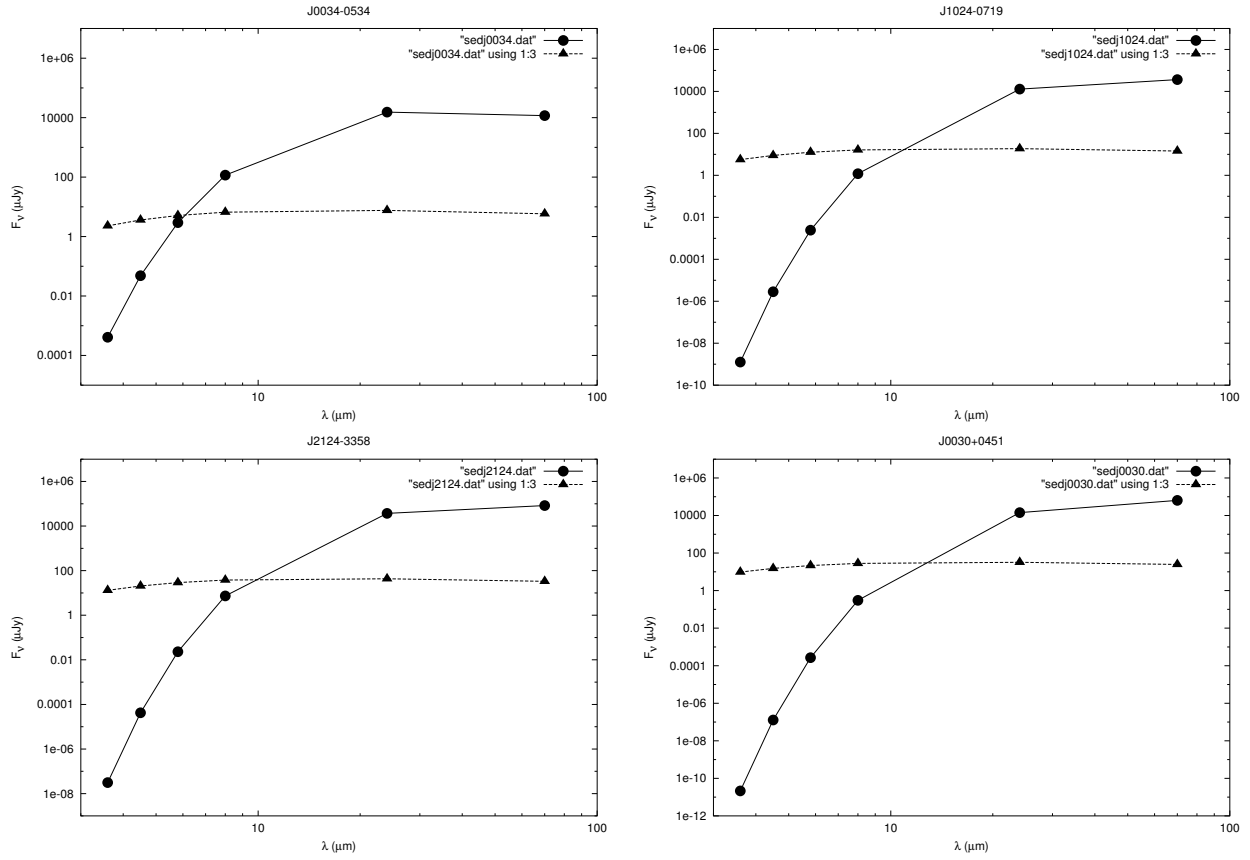 J0034-0534
"sedj0034.dat"
"sedj0034.dat" using 1:3
1e+06
10000
100
1
0.01
0.0001
Fν (μJy)
10
100
λ (μm)
J1024-0719
"sedj1024.dat"
"sedj1024.dat" using 1:3
1e+06
10000
100
1
0.01
0.0001
1e-06
1e-08
1e-10
Fν (μJy)
10
100
λ (μm)
J2124-3358
"sedj2124.dat"
"sedj2124.dat" using 1:3
1e+06
10000
100
1
0.01
0.0001
1e-06
1e-08
Fν (μJy)
10
100
λ (μm)
J0030+0451
"sedj0030.dat"
"sedj0030.dat" using 1:3
1e+06
10000
100
1
0.01
0.0001
1e-06
1e-08
1e-10
1e-12
Fν (μJy)
10
100
λ (μm)